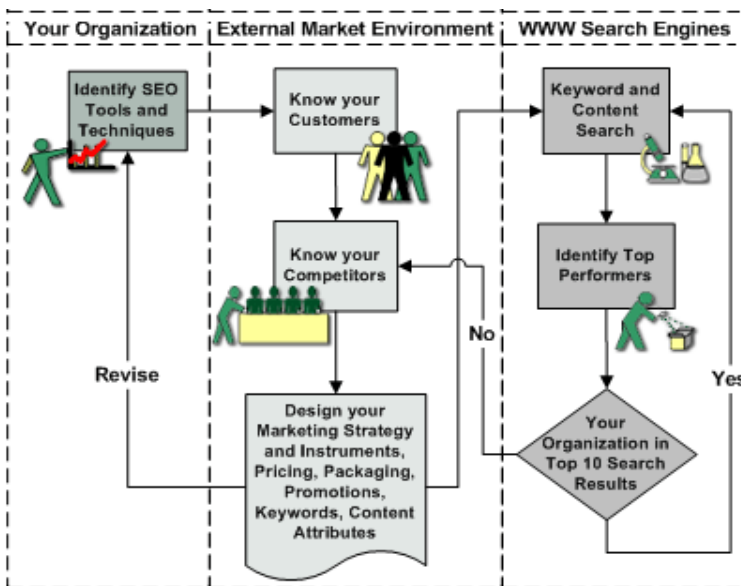 Your Organization
External Market Environment
WWW Search Engines
Identify SEO
Tools and
Techniques
Know your
Customers
Keyword and
Content
Search
Know your
Competitors
Identify Top
Performers
No
Yes
Revise
Design your
Marketing Strategy
and Instruments,
Pricing, Packaging,
Promotions,
Keywords, Content
Attributes
Your
Organization in
Top 10 Search
Results